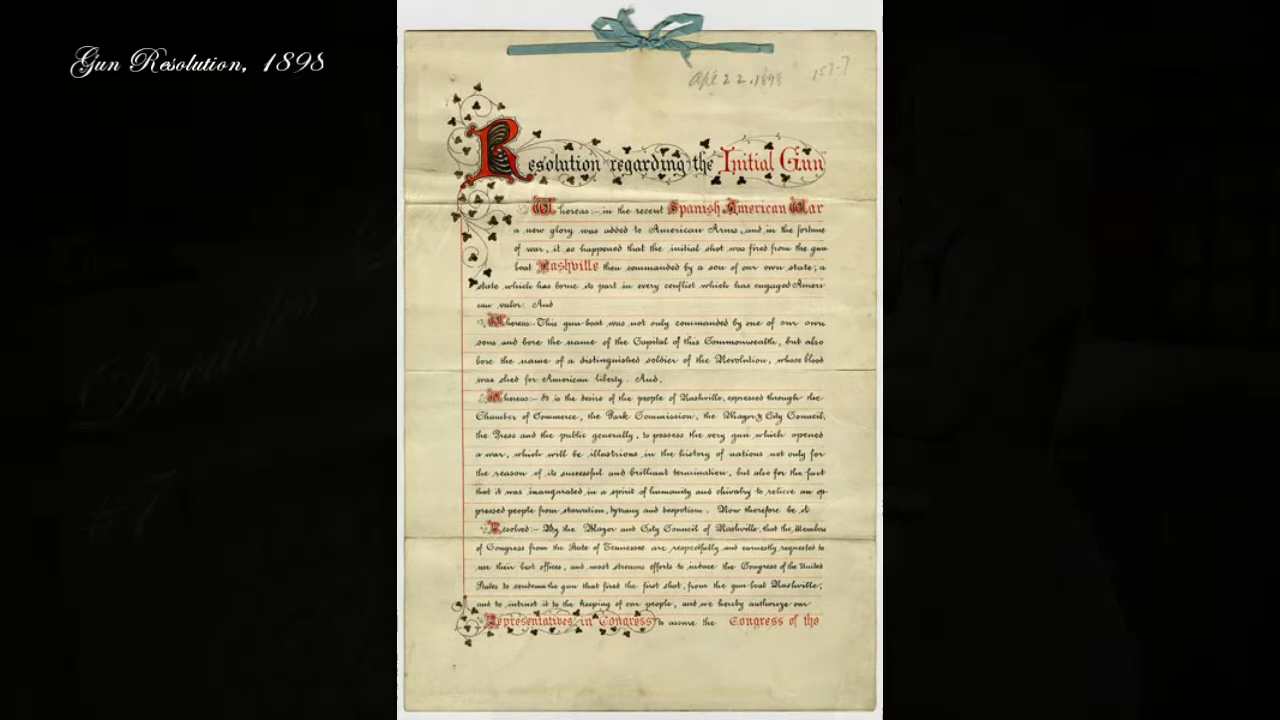 Gun Resolution, 1898
Apl 22, 1898
157-7
Resolution regarding the "Initial Gun"
Whereas:- in the recent Spanish American War
a new glory was added to American Arms, and in the fortune
of war, it so happened that the initial shot was fired from the gun
boat Nashville then commanded by a son of our own state; a
state which has borne its part in every conflict which has engaged Ameri-
can valor. And
Whereas:- This gun-boat was not only commanded by one of our own
sons and bore the name of the Capital of this Commonwealth, but also
bore the name of a distinguished soldier of the Revolution, whose blood
was shed for American liberty. And,
Whereas:- It is the desire of the people of Nashville, expressed through the
Chamber of Commerce, the Park Commission, the Mayor & City Council,
the Press and the public generally, to possess the very gun which opened
a war, which will be illustrious in the history of nations not only for
the reason of its successful and brilliant termination, but also for the fact
that it was inaugurated in a spirit of humanity and chivalry to relieve an op-
pressed people from starvation, tyrany and despotism. Now therefore be it
Resolved:- By the Mayor and City Council of Nashville, that the Members
of Congress from the State of Tennessee are respectfully and earnestly requested to
use their best offices, and most strenous efforts to induce the Congress of the United
States to condemn the gun that fired the first shot, from the gun-boat Nashville,
and to intrust it to the keeping of our people, and we hereby authorize our
Representatives in Congress to assure the Congress of the